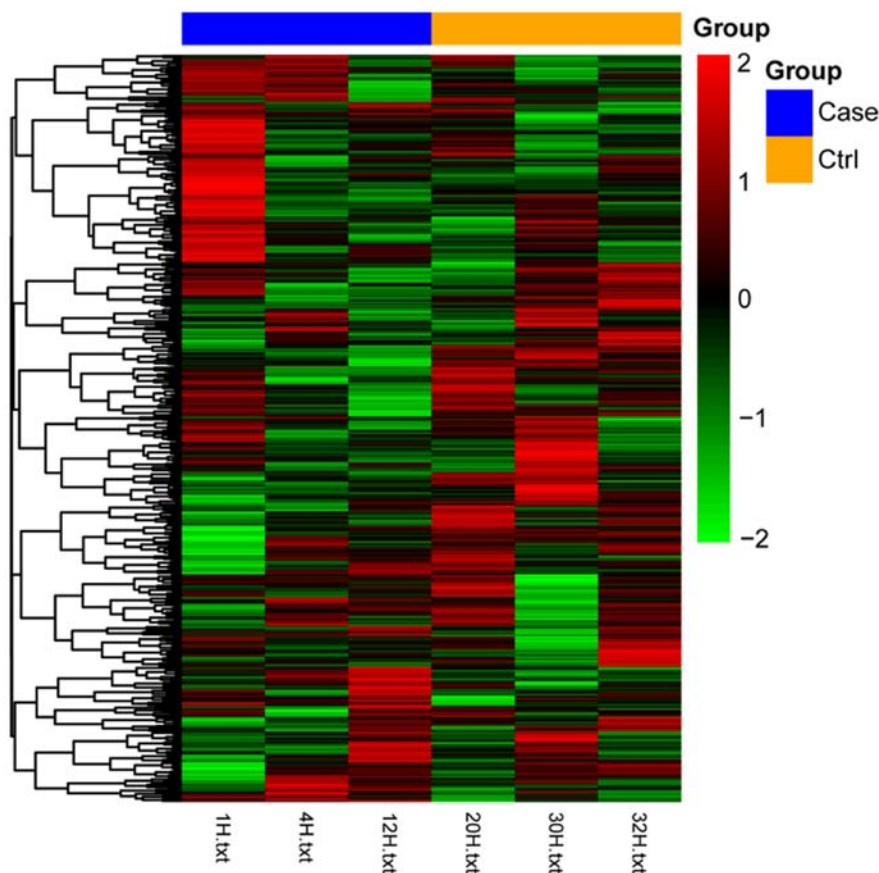 Group
2
1
0
−1
−2
Group
Case
Ctrl
1H.txt
4H.txt
12H.txt
20H.txt
30H.txt
32H.txt